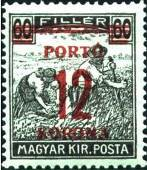 FILLÉR
60 60
PORTO
12
KORONA
MAGYAR KIR. POSTA